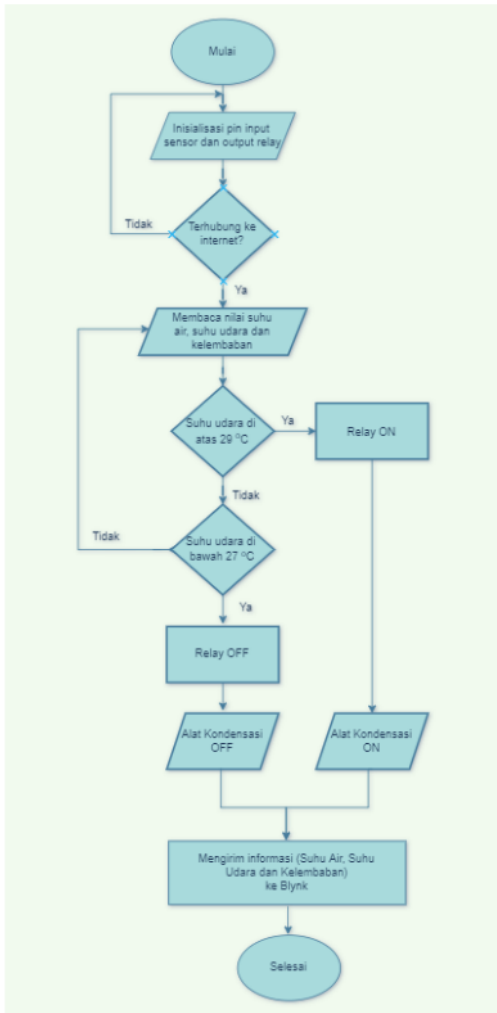 Mulai
Inisialisasi pin input
sensor dan output relay
Terhubung ke
internet?
Tidak
Ya
Membaca nilai suhu
air, suhu udara dan
kelembaban
Suhu udara di
atas 29 °C
Ya
Relay ON
Tidak
Suhu udara di
bawah 27 °C
Tidak
Ya
Relay OFF
Alat Kondensasi
OFF
Alat Kondensasi
ON
Mengirim informasi (Suhu Air, Suhu
Udara dan Kelembaban)
ke Blynk
Selesai